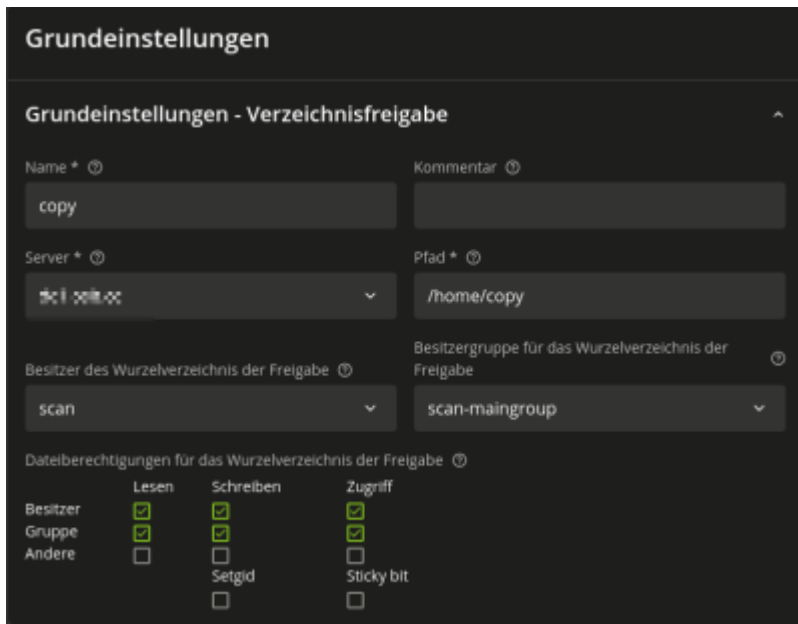 Grundeinstellungen
Grundeinstellungen - Verzeichnisfreigabe
Name *
Kommentar
copy
Server *
Pfad *
/home/copy
Besitzer des Wurzelverzeichnis der Freigabe
Besitzergruppe für das Wurzelverzeichnis der
Freigabe
scan
scan-maingroup
Dateiberechtigungen für das Wurzelverzeichnis der Freigabe
Lesen Schreiben Zugriff
Besitzer
Gruppe
Andere
Setgid Sticky bit